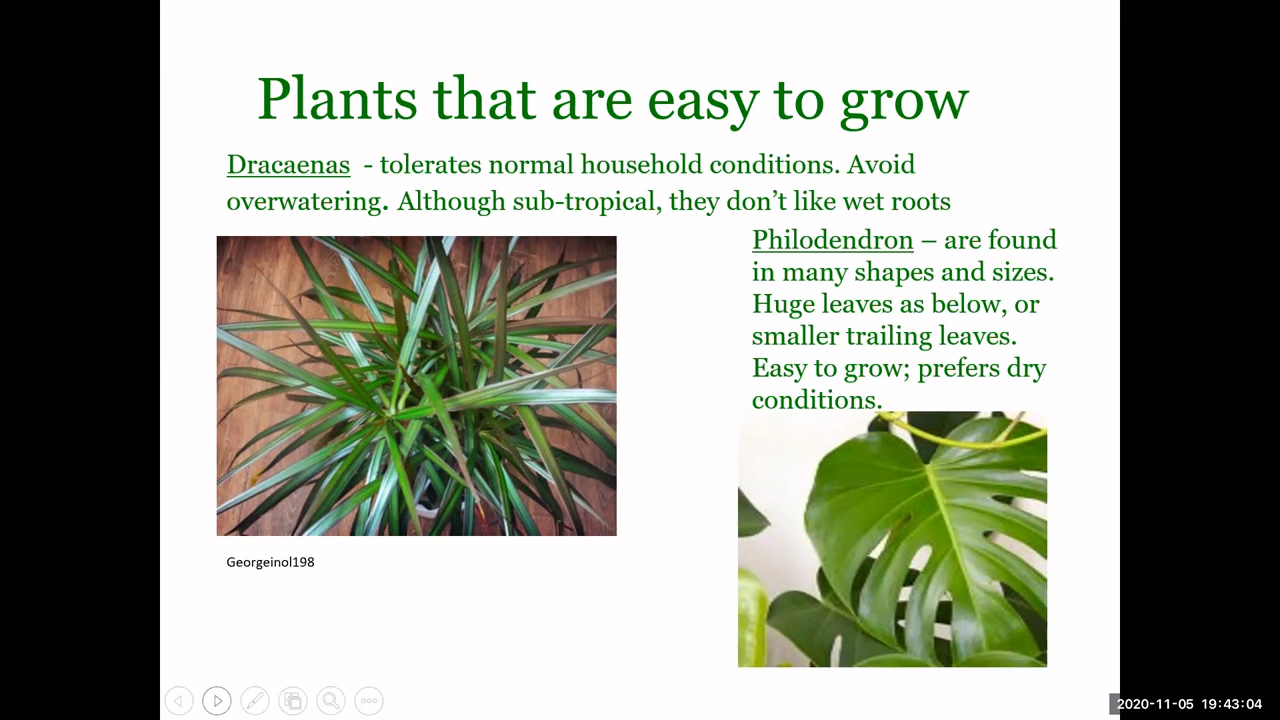 Plants that are easy to grow
Dracaenas - tolerates normal household conditions. Avoid
overwatering. Although sub-tropical, they don’t like wet roots
Philodendron – are found
in many shapes and sizes.
Huge leaves as below, or
smaller trailing leaves.
Easy to grow; prefers dry
conditions.
Georgeinol198
2020-11-05 19:43:04